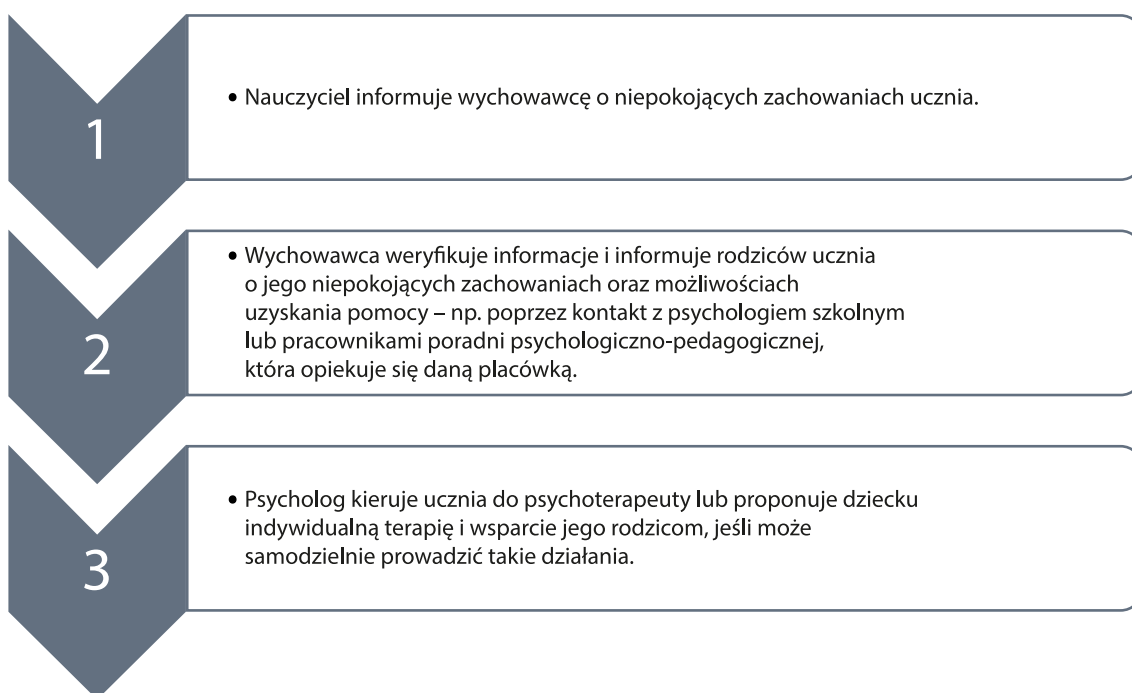 1
• Nauczyciel informuje wychowawcę o niepokojących zachowaniach ucznia.
2
• Wychowawca weryfikuje informacje i informuje rodziców ucznia
o jego niepokojących zachowaniach oraz możliwościach
uzyskania pomocy – np. poprzez kontakt z psychologiem szkolnym
lub pracownikami poradni psychologiczno-pedagogicznej,
która opiekuje się daną placówką.
3
• Psycholog kieruje ucznia do psychoterapeuty lub proponuje dziecku
indywidualną terapię i wsparcie jego rodzicom, jeśli może
samodzielnie prowadzić takie działania.